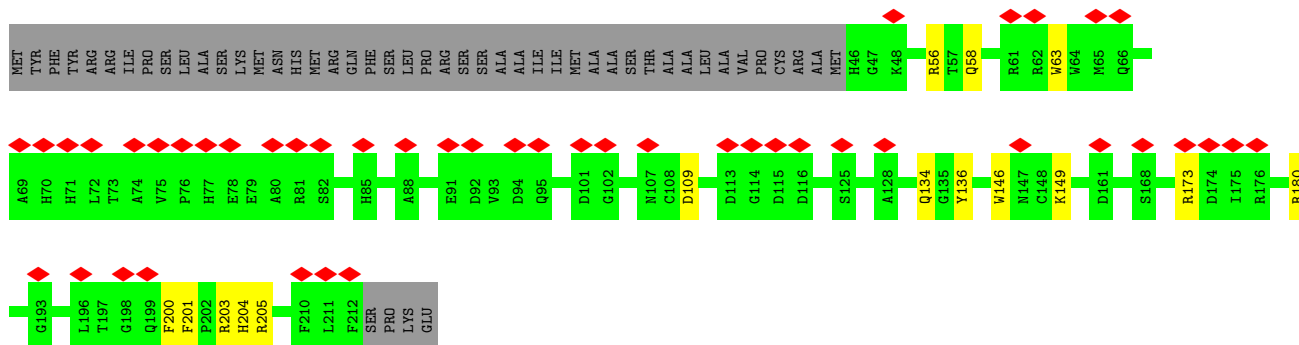 MET TYR PHE TYR ARG ARG ILE PRO SER LEU ALA SER LYS MET ASN HIS MET ARG GLN PHE SER LEU PRO ARG SER SER ALA ALA ILE ILE MET ALA ALA SER THR ALA ALA LEU ALA VAL PRO CYS ARG ALA MET H46 G47 K48 R56 T57 Q58 R61 R62 W63 W64 M65 Q66
A69 H70 H71 L72 T73 A74 V75 P76 H77 E78 E79 A80 R81 S82 H85 A88 E91 D92 V93 D94 Q95 D101 G102 N107 C108 D109 D113 G114 D115 D116 S125 A128 Q134 G135 Y136 W146 N147 C148 K149 D161 S168 R173 D174 I175 R176 R180
G193 L196 T197 G198 Q199 F200 F201 P202 R203 H204 R205 F210 L211 F212 SER PRO LYS GLU